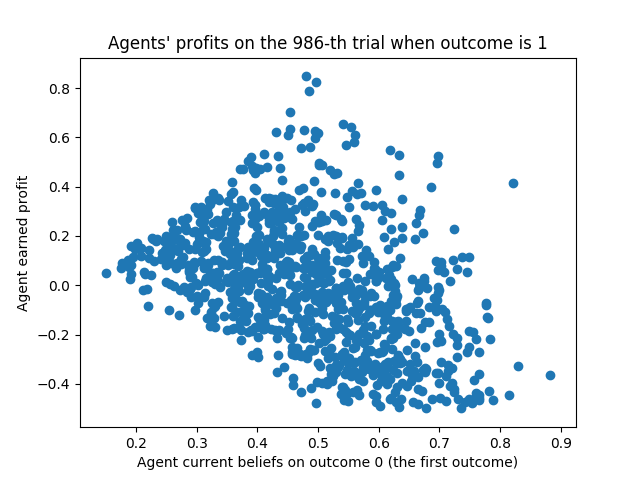 Agents' profits on the 986-th trial when outcome is 1
Agent earned profit
0.8
0.6
0.4
0.2
0.0
−0.2
−0.4
0.2 0.3 0.4 0.5 0.6 0.7 0.8 0.9
Agent current beliefs on outcome 0 (the first outcome)